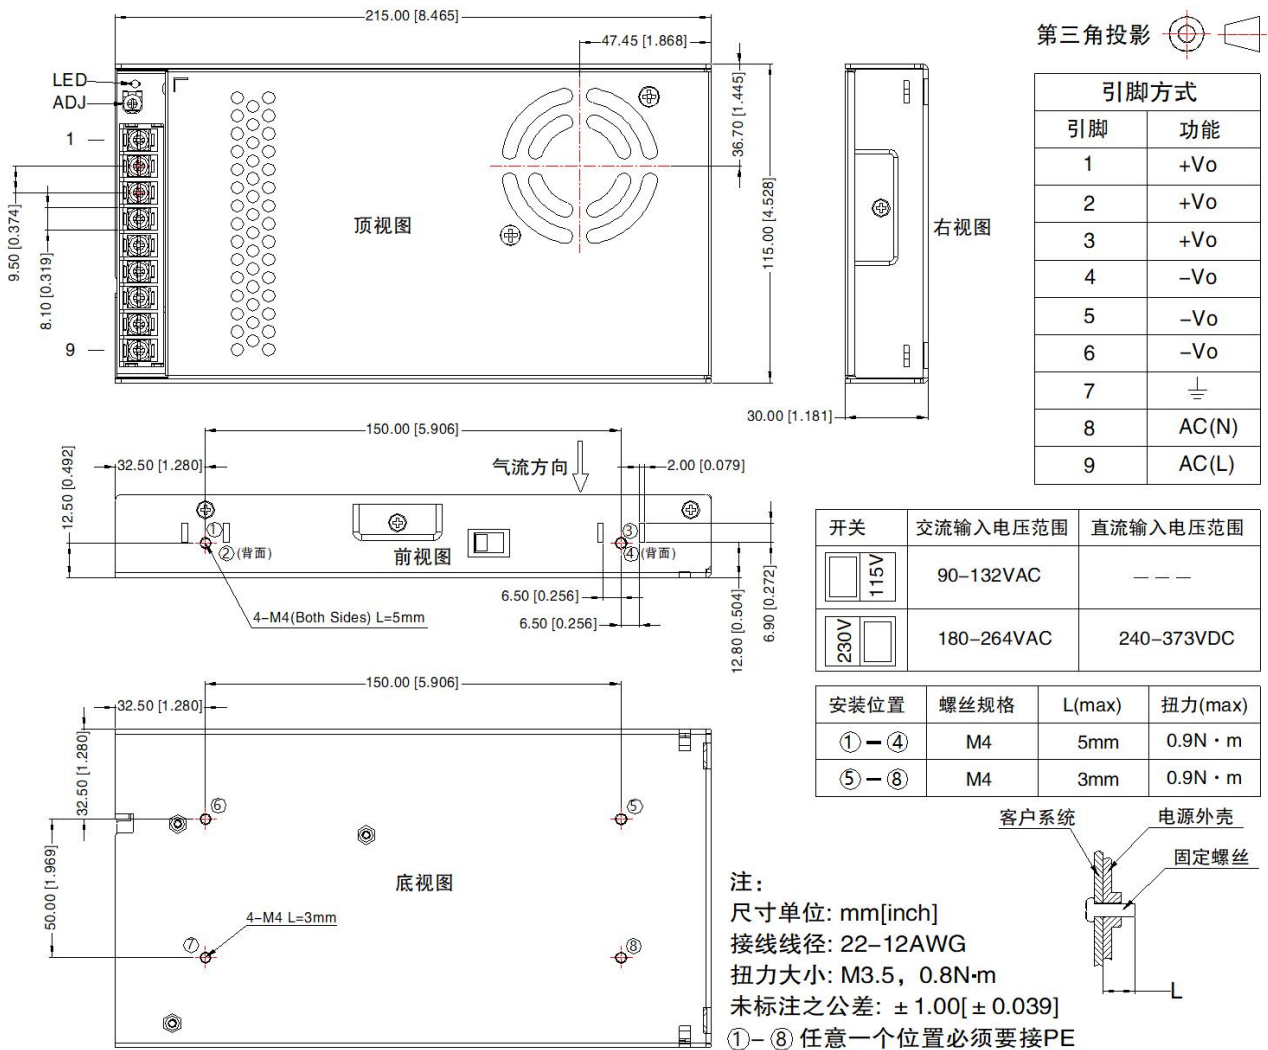 215.00 [8.465]
47.45 [1.868]
第三角投影
LED
ADJ
1
9
9.50 [0.374]
8.10 [0.319]
顶视图
36.70 [1.445]
115.00 [4.528]
右视图
30.00 [1.181]
引脚方式
引脚 功能
1 +Vo
2 +Vo
3 +Vo
4 −Vo
5 −Vo
6 −Vo
7
8 AC(N)
9 AC(L)
150.00 [5.906]
32.50 [1.280]
气流方向
2.00 [0.079]
12.50 [0.492]
① ③
②(背面) 前视图 ④(背面)
6.50 [0.256]
6.50 [0.256]
4−M4(Both Sides) L=5mm
12.80 [0.504]
6.90 [0.272]
开关 交流输入电压范围 直流输入电压范围
115V 90−132VAC − − −
230V 180−264VAC 240−373VDC
安装位置 螺丝规格 L(max) 扭力(max)
①−④ M4 5mm 0.9N·m
⑤−⑧ M4 3mm 0.9N·m
150.00 [5.906]
32.50 [1.280]
32.50 [1.280]
50.00 [1.969]
⑥ ⑤
底视图
4−M4 L=3mm
⑦ ⑧
客户系统 电源外壳
固定螺丝
L
注:
尺寸单位: mm[inch]
接线线径: 22−12AWG
扭力大小: M3.5, 0.8N·m
未标注之公差: ±1.00[±0.039]
①−⑧ 任意一个位置必须要接PE